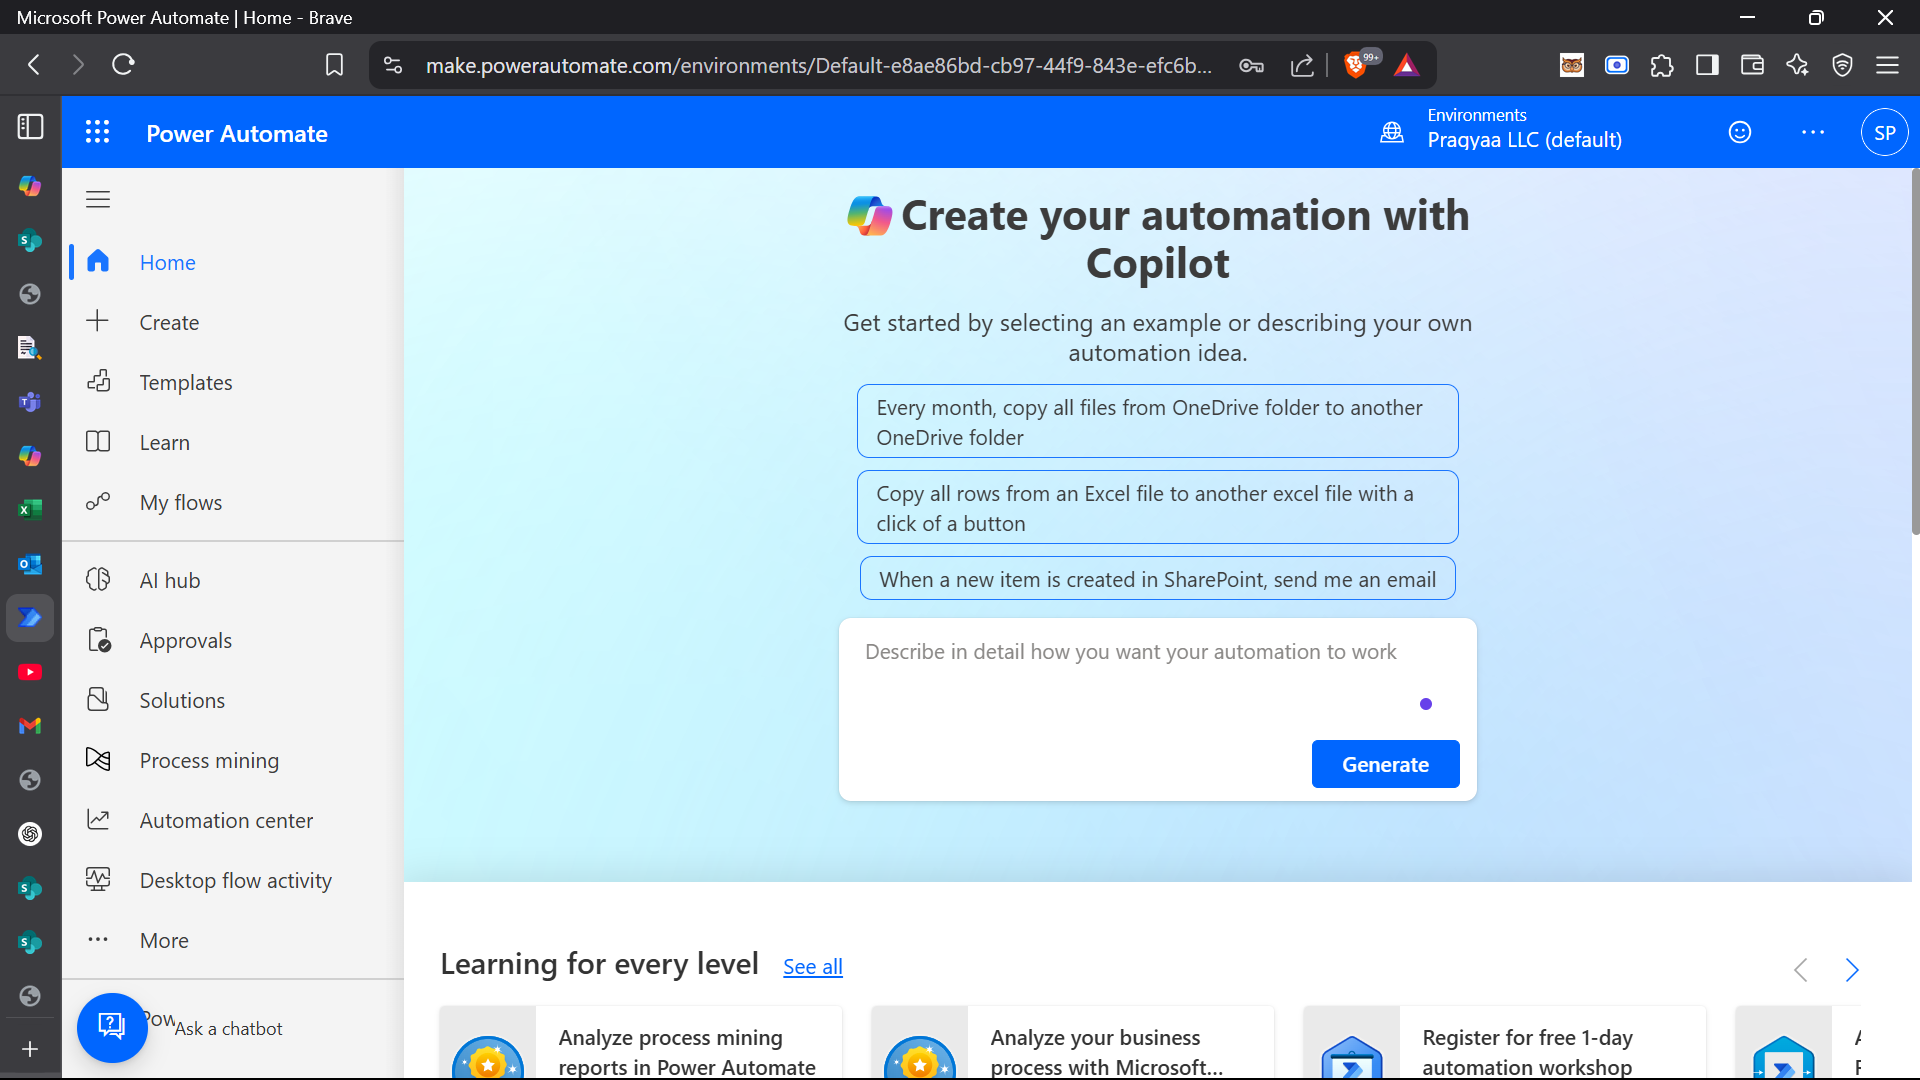 Microsoft Power Automate | Home - Brave
make.powerautomate.com/environments/Default-e8ae86bd-cb97-44f9-843e-efc6b...
99+
Power Automate
Environments
Pragyaa LLC (default)
SP
Home
Create
Templates
Learn
My flows
AI hub
Approvals
Solutions
Process mining
Automation center
Desktop flow activity
More
Pow
Ask a chatbot
Create your automation with
Copilot
Get started by selecting an example or describing your own
automation idea.
Every month, copy all files from OneDrive folder to another
OneDrive folder
Copy all rows from an Excel file to another excel file with a
click of a button
When a new item is created in SharePoint, send me an email
Describe in detail how you want your automation to work
Generate
Learning for every level
See all
Analyze process mining
reports in Power Automate
Analyze your business
process with Microsoft...
Register for free 1-day
automation workshop